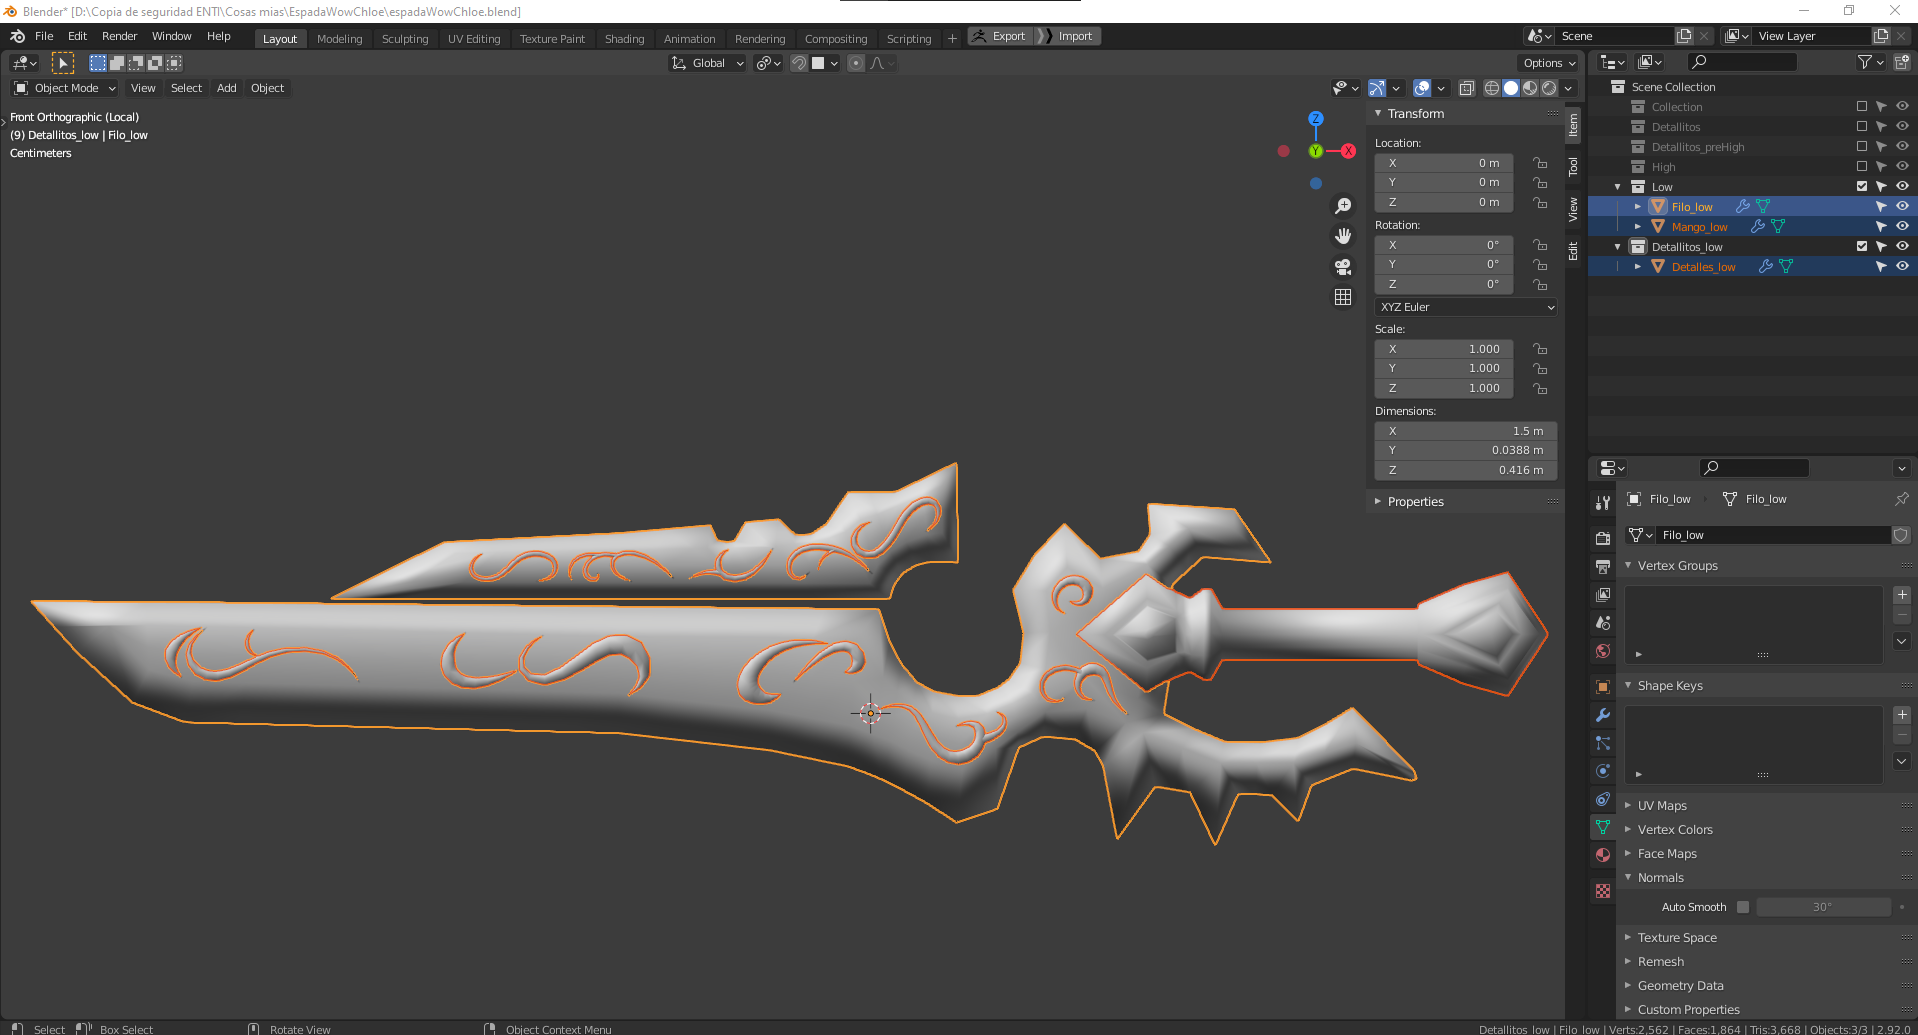 Blender* [D:\Copia de seguridad ENTI\Cosas mias\EspadaWowChloe\espadaWowChloe.blend]
File Edit Render Window Help Layout Modeling Sculpting UV Editing Texture Paint Shading Animation Rendering Compositing Scripting + Export Import Scene View Layer
Global Options
Object Mode View Select Add Object
Front Orthographic (Local)
(9) Detallitos_low | Filo_low
Centimeters
Z
Y
X
Transform
Location:
X 0 m
Y 0 m
Z 0 m
Rotation:
X 0°
Y 0°
Z 0°
XYZ Euler
Scale:
X 1.000
Y 1.000
Z 1.000
Dimensions:
X 1.5 m
Y 0.0388 m
Z 0.416 m
Properties
Item
Tool
View
Edit
Scene Collection
Collection
Detallitos
Detallitos_preHigh
High
Low
Filo_low
Mango_low
Detallitos_low
Detalles_low
Filo_low Filo_low
Filo_low
Vertex Groups
Shape Keys
UV Maps
Vertex Colors
Face Maps
Normals
Auto Smooth 30°
Texture Space
Remesh
Geometry Data
Custom Properties
Select Box Select Rotate View Object Context Menu Detallitos_low | Filo_low | Verts:2,562 | Faces:1,864 | Tris:3,668 | Objects:3/3 | 2.92.0